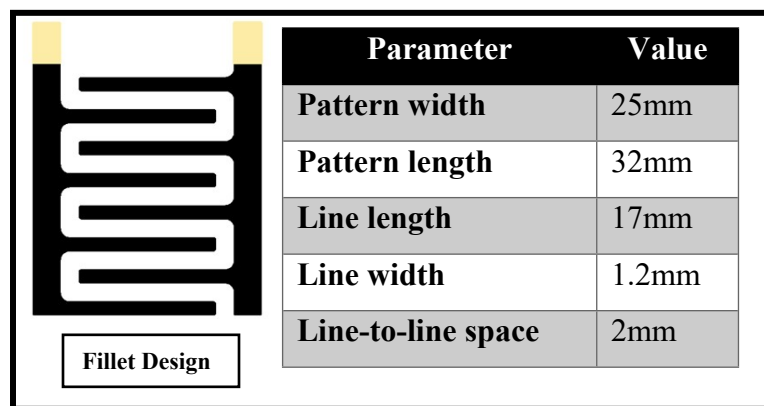 Parameter Value
Pattern width 25mm
Pattern length 32mm
Line length 17mm
Line width 1.2mm
Line-to-line space 2mm
Fillet Design